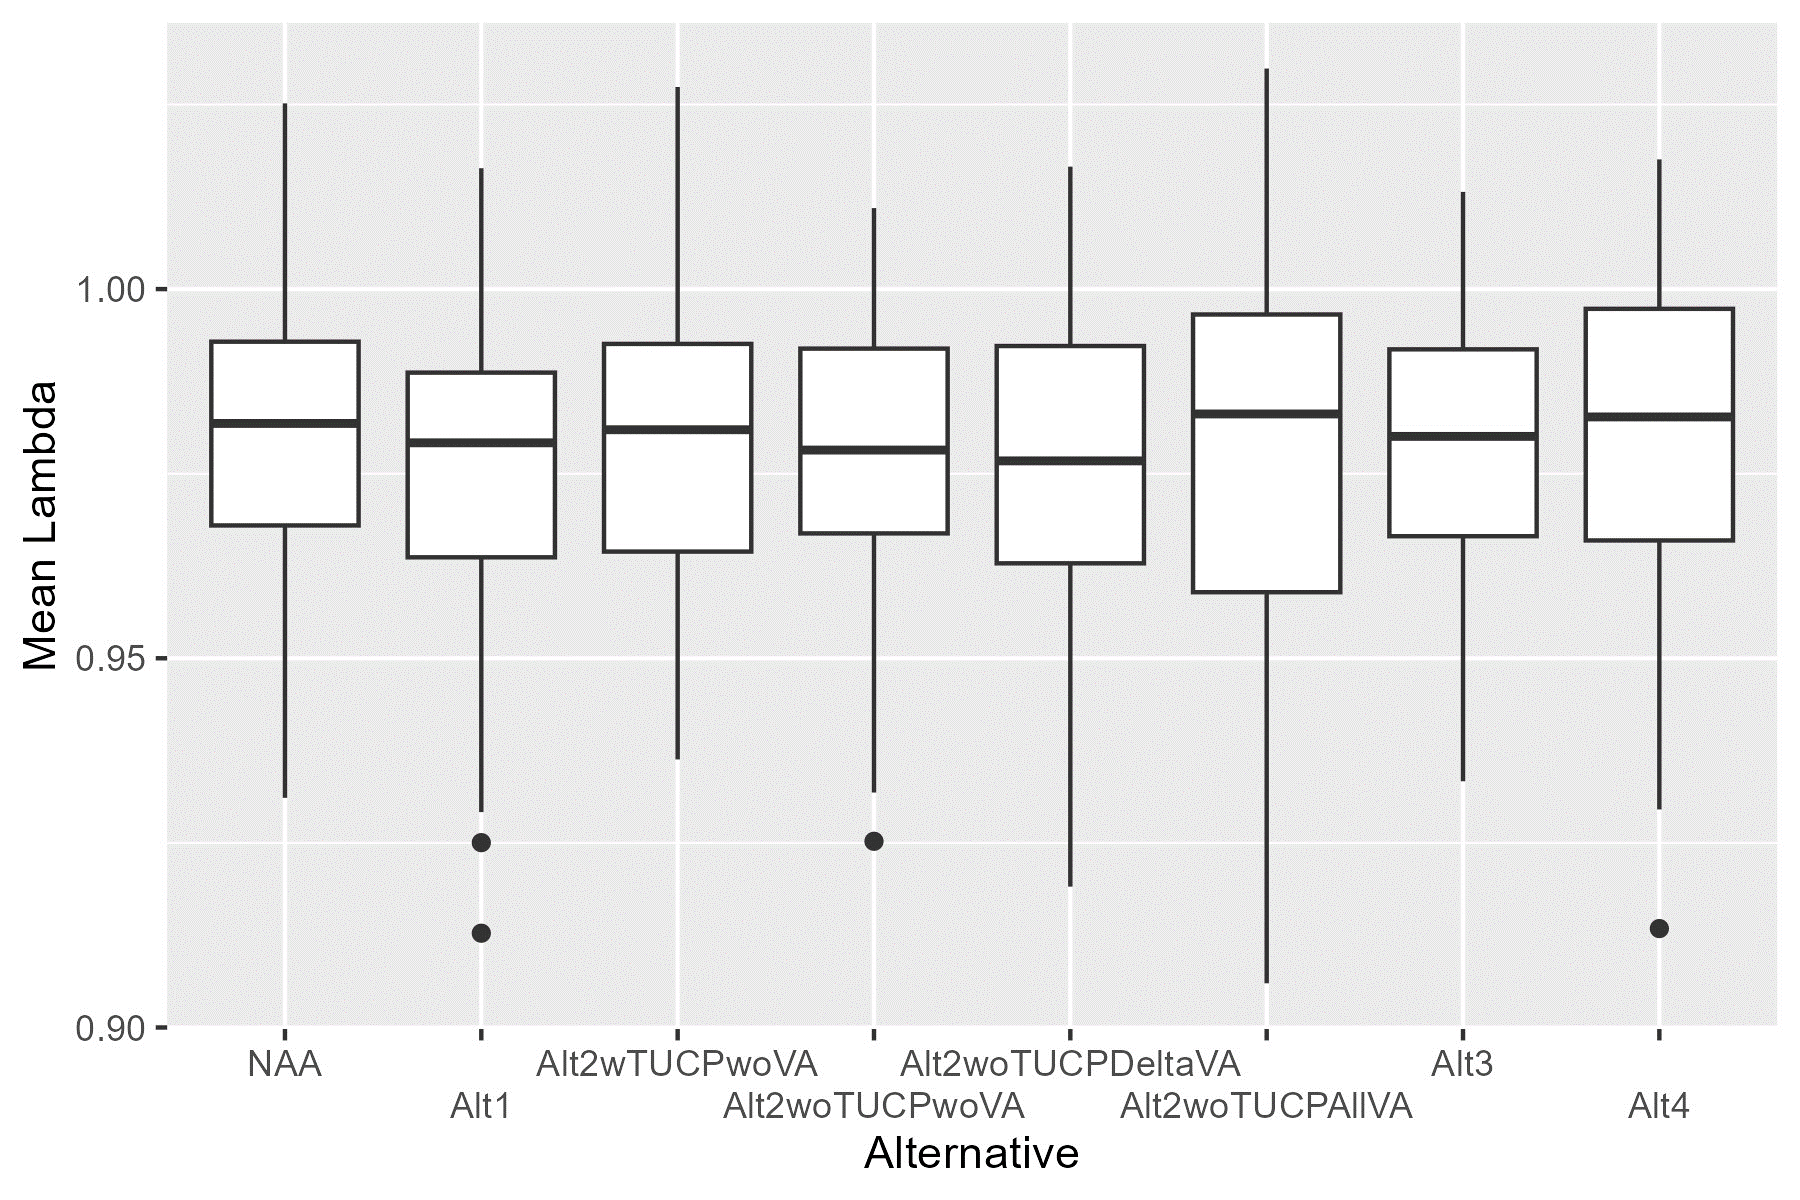 Mean Lambda
1.00
0.95
0.90
NAA
Alt1
Alt2wTUCPwoVA
Alt2woTUCPwoVA
Alt2woTUCPDeltaVA
Alt2woTUCPAllVA
Alt3
Alt4
Alternative